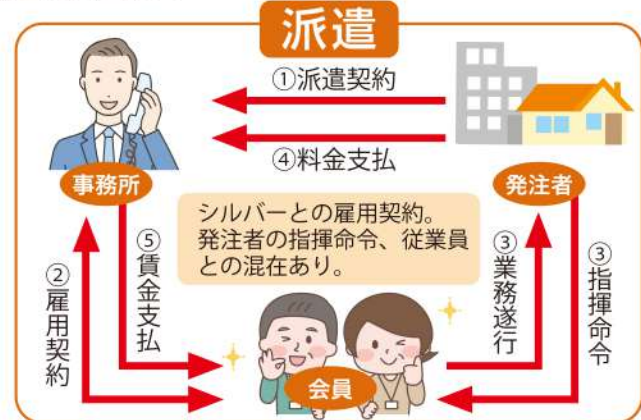 派遣
①派遣契約
④料金支払
事務所
発注者
シルバーとの雇用契約。
発注者の指揮命令、従業員
との混在あり。
②雇用契約
⑤賃金支払
③業務遂行
③指揮命令
会員